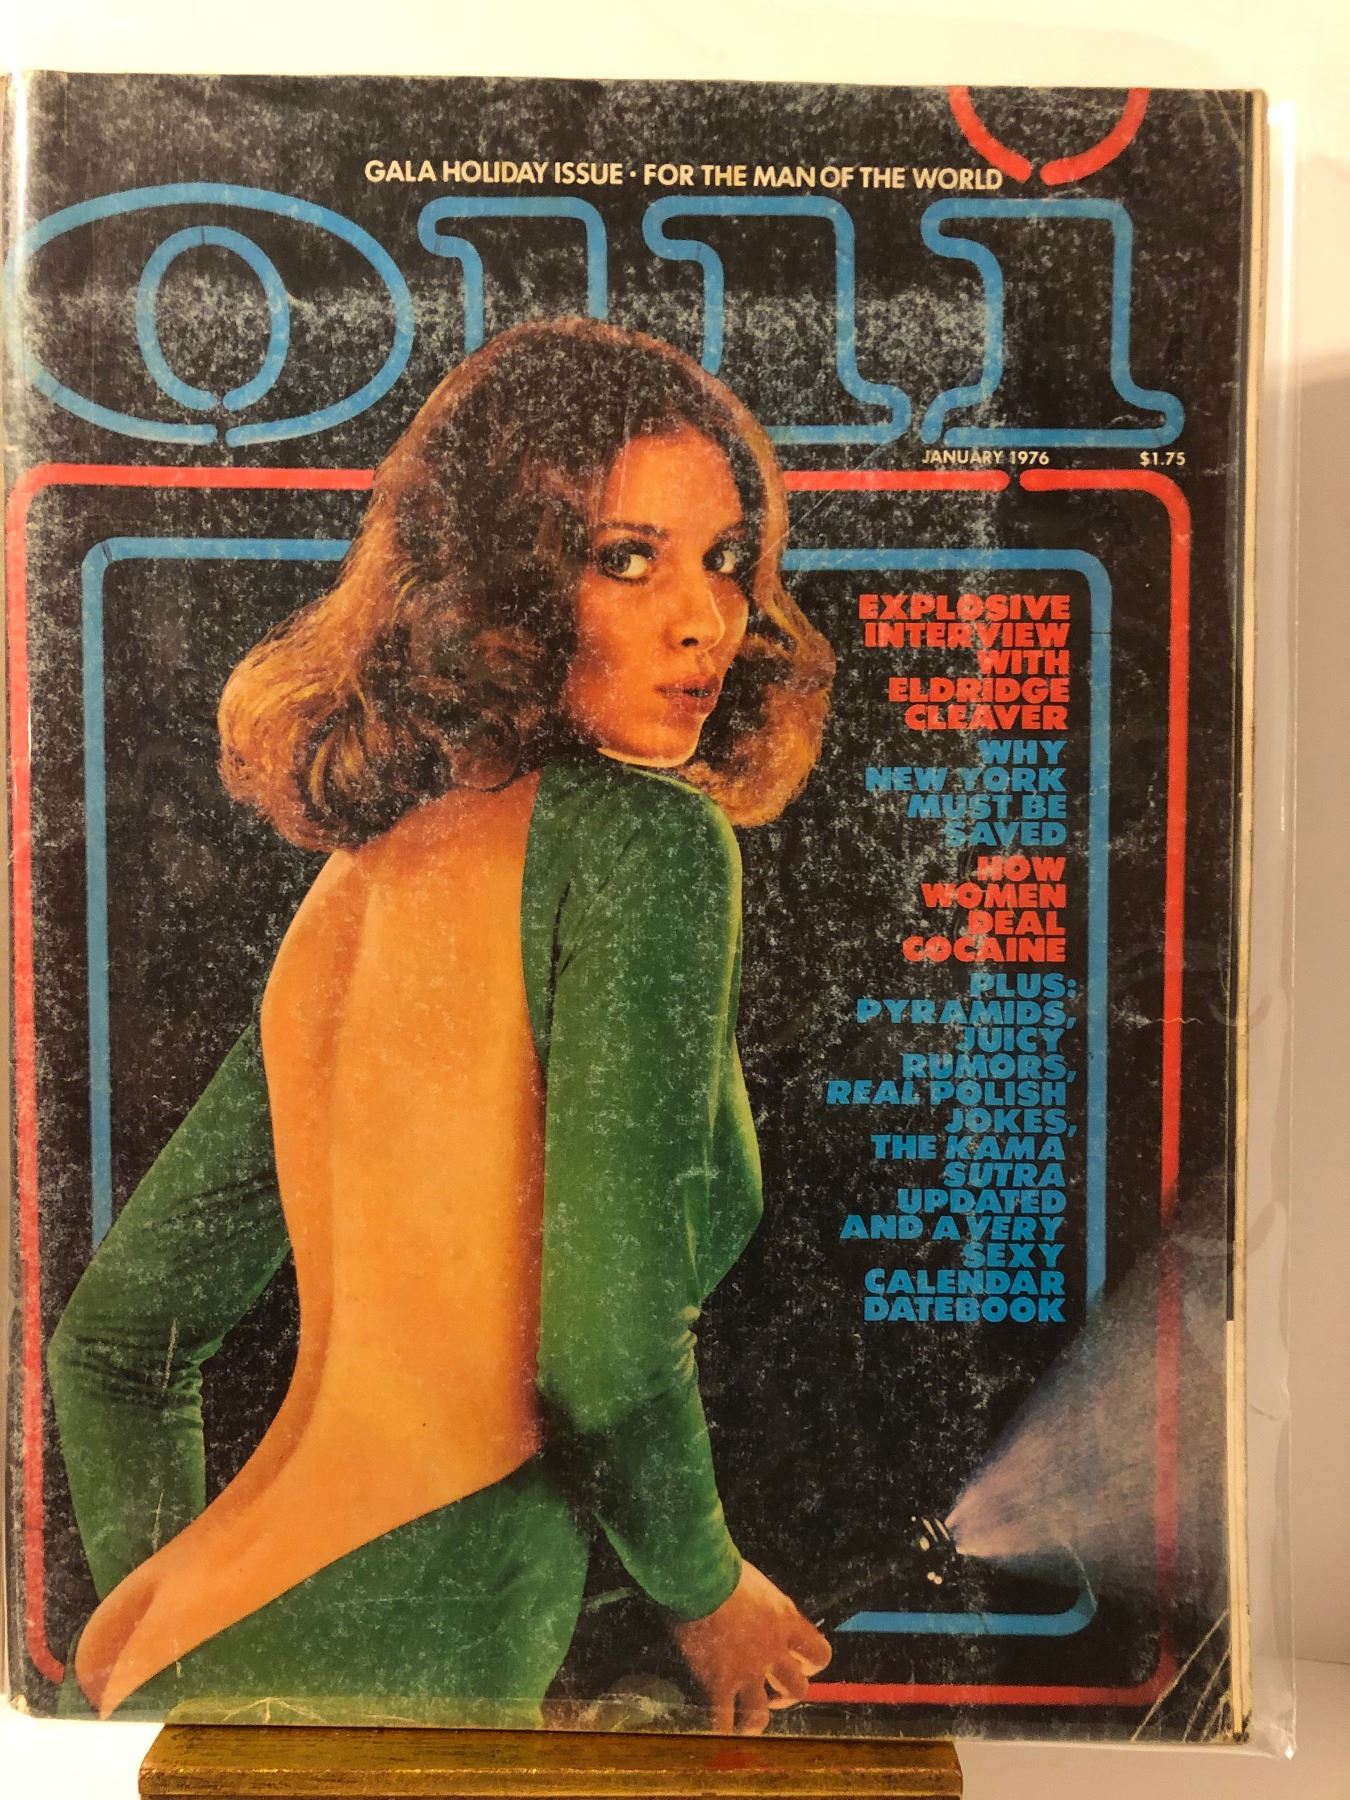 GALA HOLIDAY ISSUE · FOR THE MAN OF THE WORLD
Oui
JANUARY 1976 $1.75
EXPLOSIVE
INTERVIEW
WITH
ELDRIDGE
CLEAVER
WHY
NEW YORK
MUST BE
SAVED
HOW
WOMEN
DEAL
COCAINE
PLUS:
PYRAMIDS,
JUICY
RUMORS,
REAL POLISH
JOKES,
THE KAMA
SUTRA
UPDATED
AND A VERY
SEXY
CALENDAR
DATEBOOK